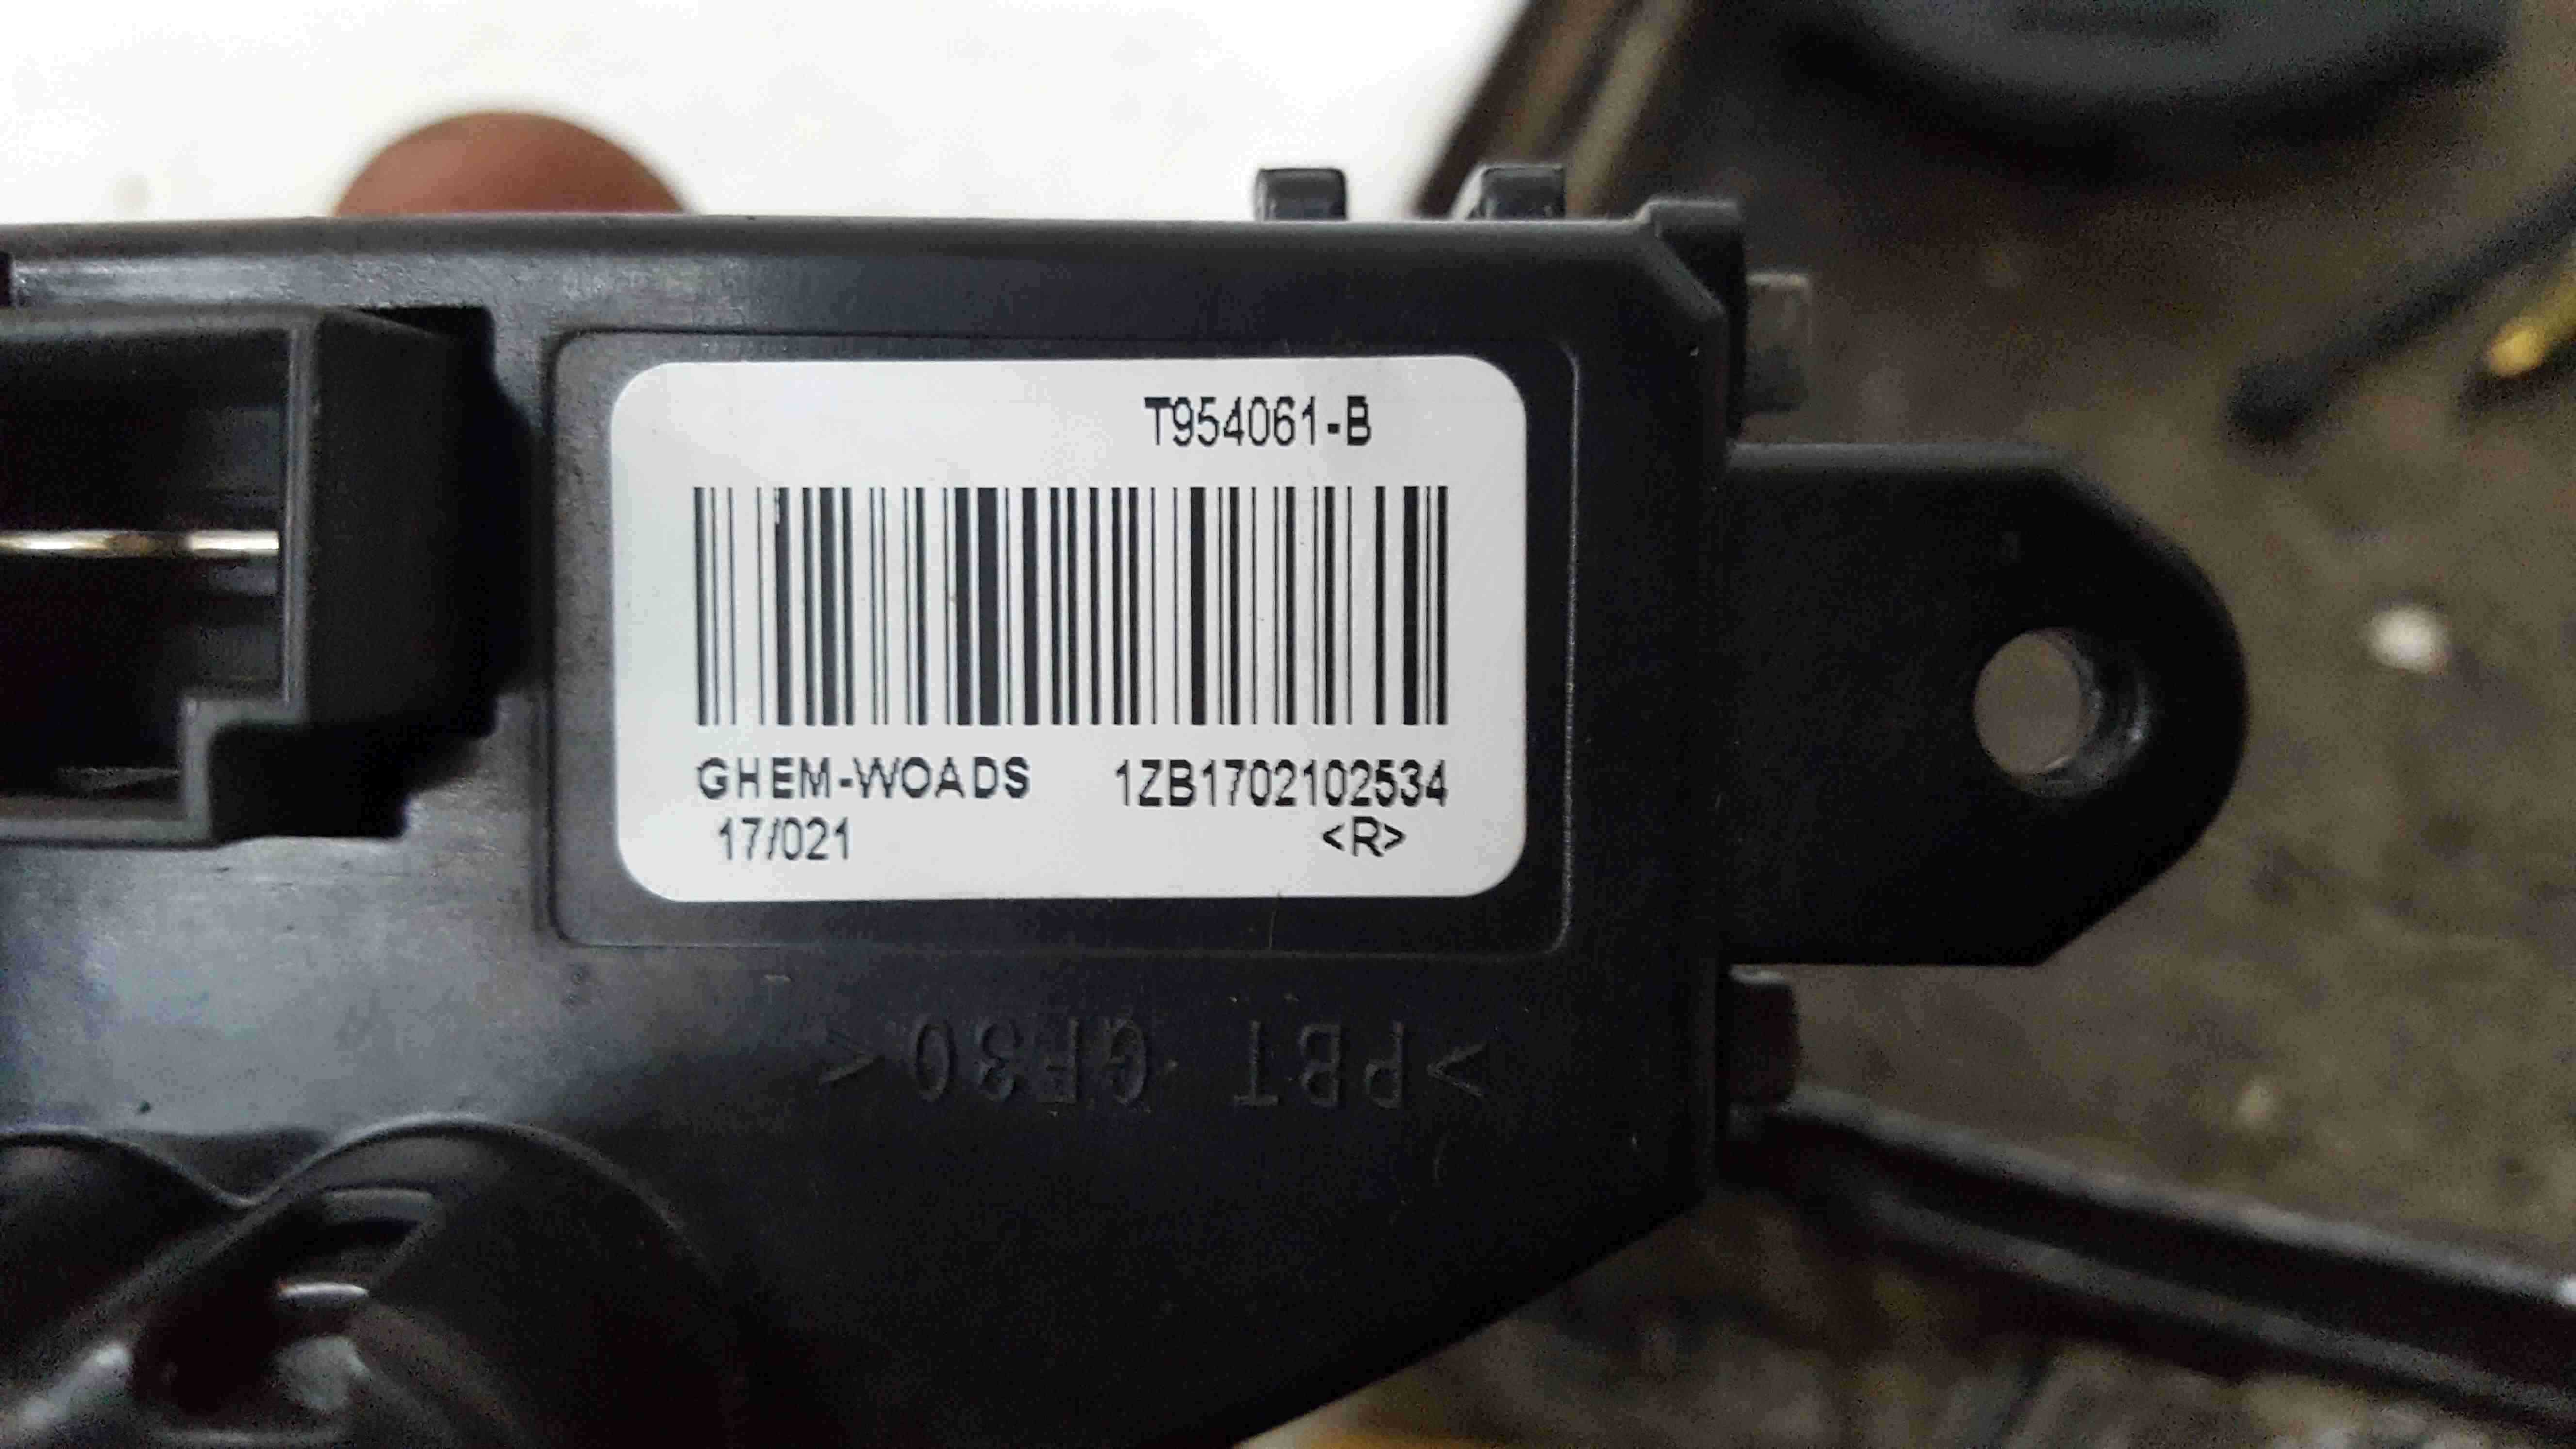 T954061-B
GHEM-WOADS 1ZB1702102534
17/021 <R>
>PBT GF30<